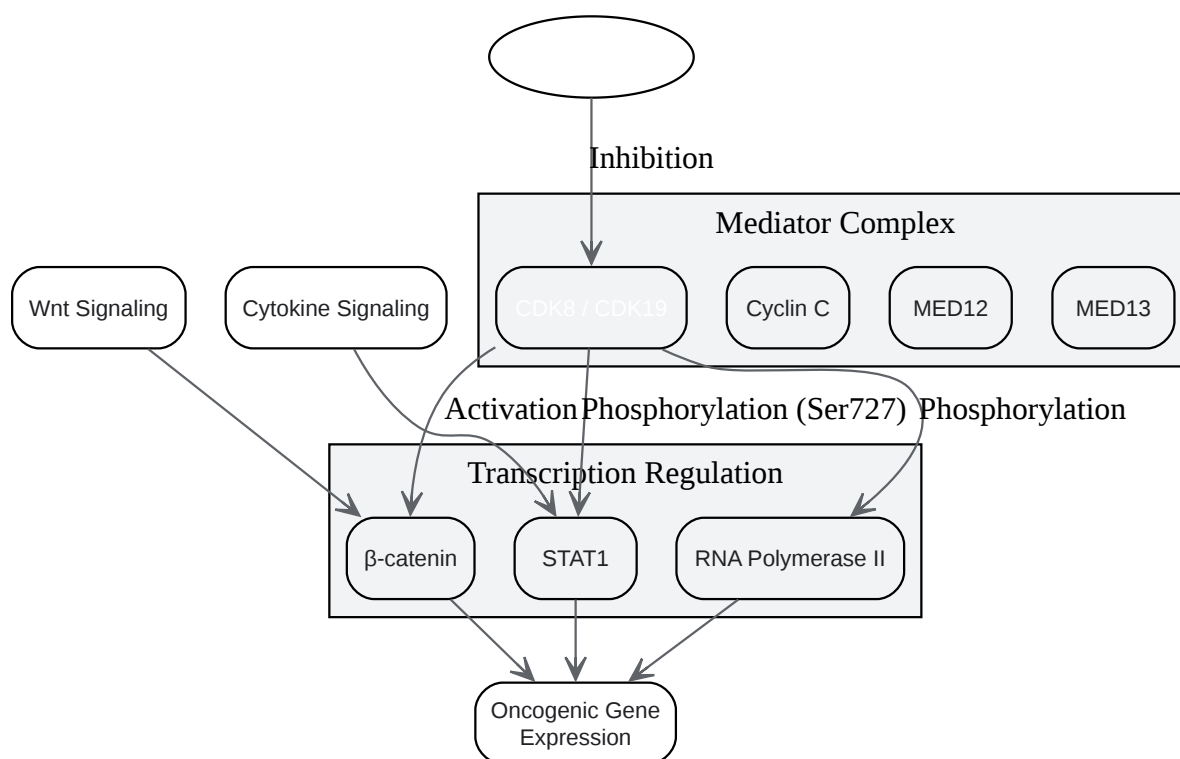 Inhibition
Mediator Complex
Wnt Signaling
Cytokine Signaling
CDK8 / CDK19
Cyclin C
MED12
MED13
Activation
Phosphorylation (Ser727)
Phosphorylation
Transcription Regulation
β-catenin
STAT1
RNA Polymerase II
Oncogenic Gene
Expression